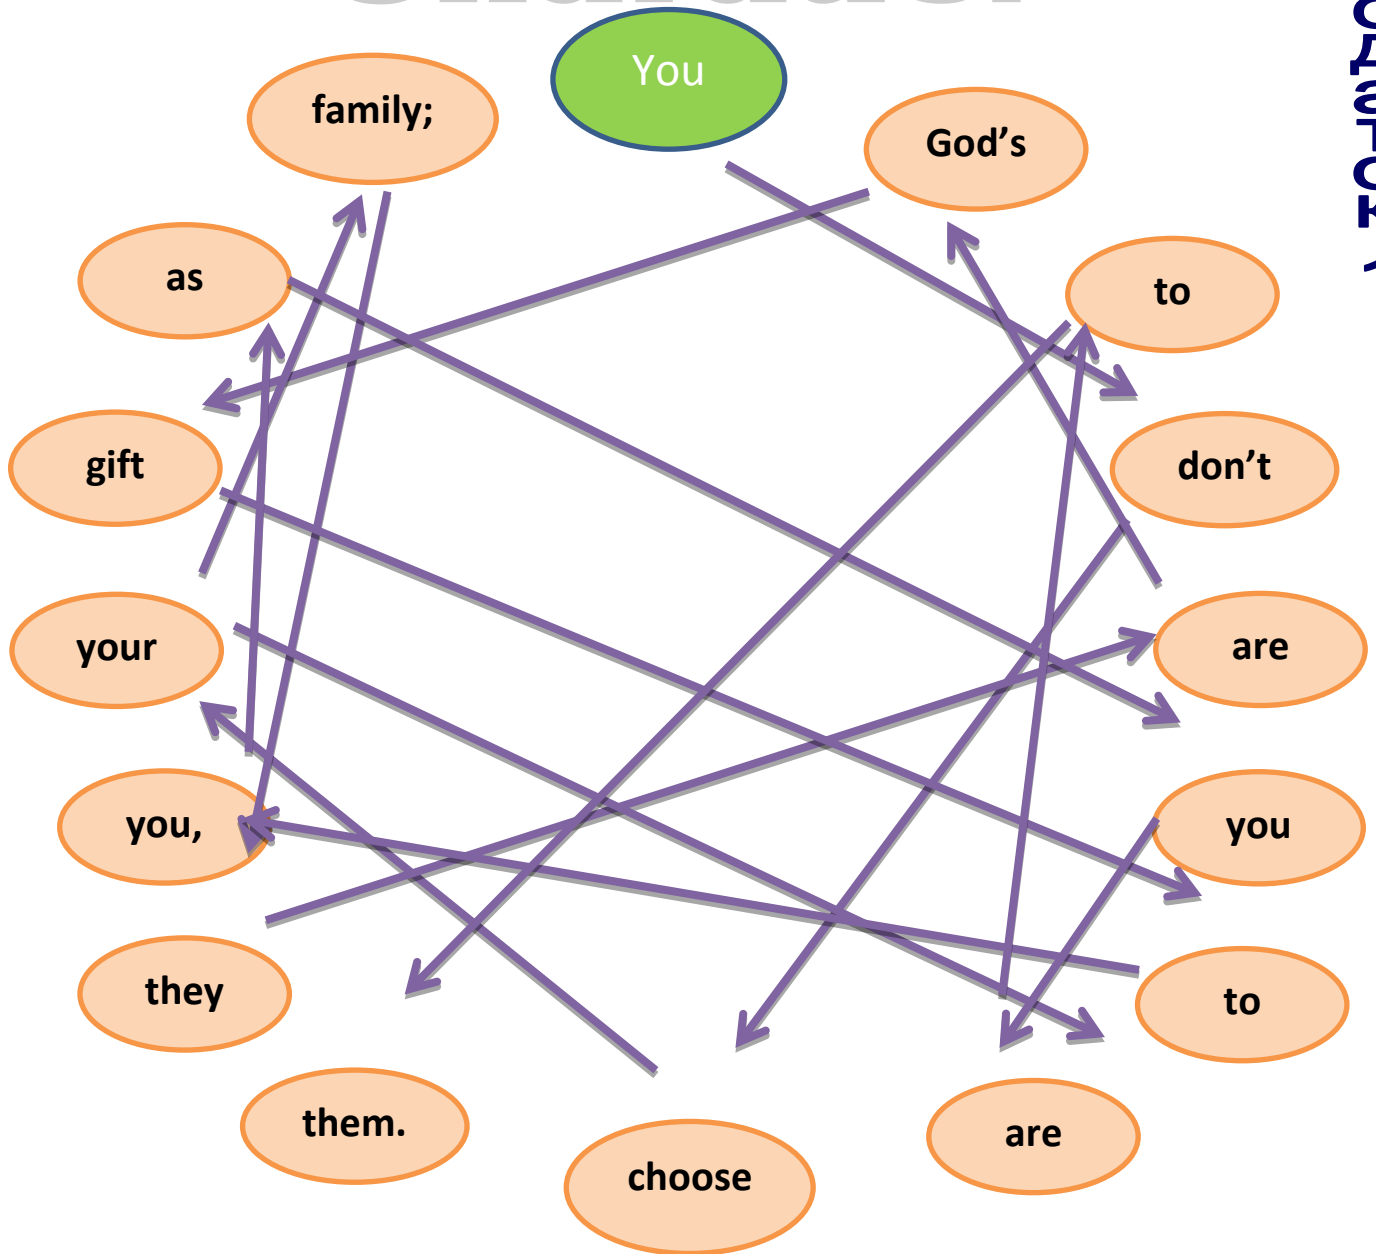 You
family;
God's
as
to
gift
don't
your
are
you,
you
they
to
them.
are
choose